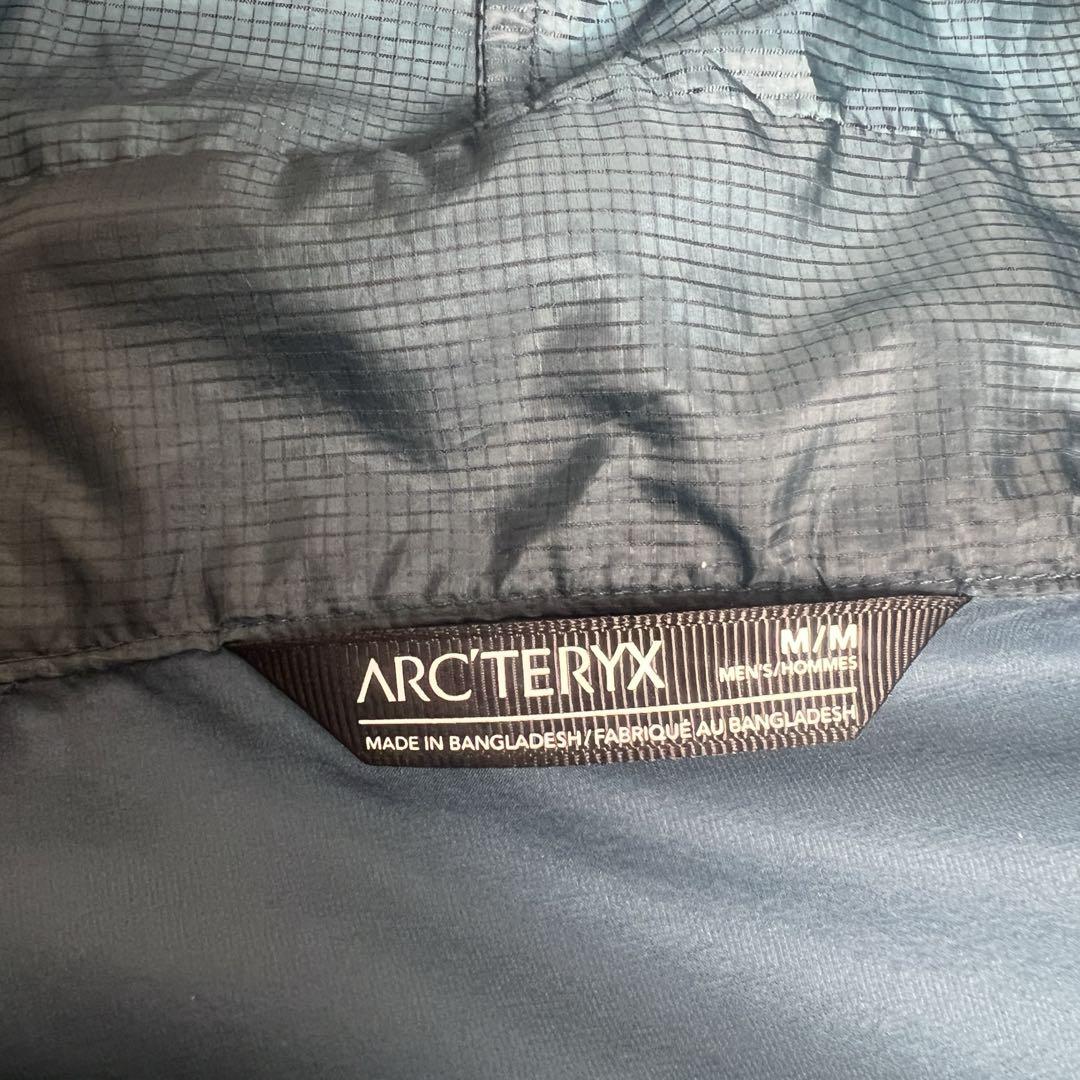 ARC'TERYX
M/M
MEN'S/HOMMES
MADE IN BANGLADESH/FABRIQUÉ AU BANGLADESH